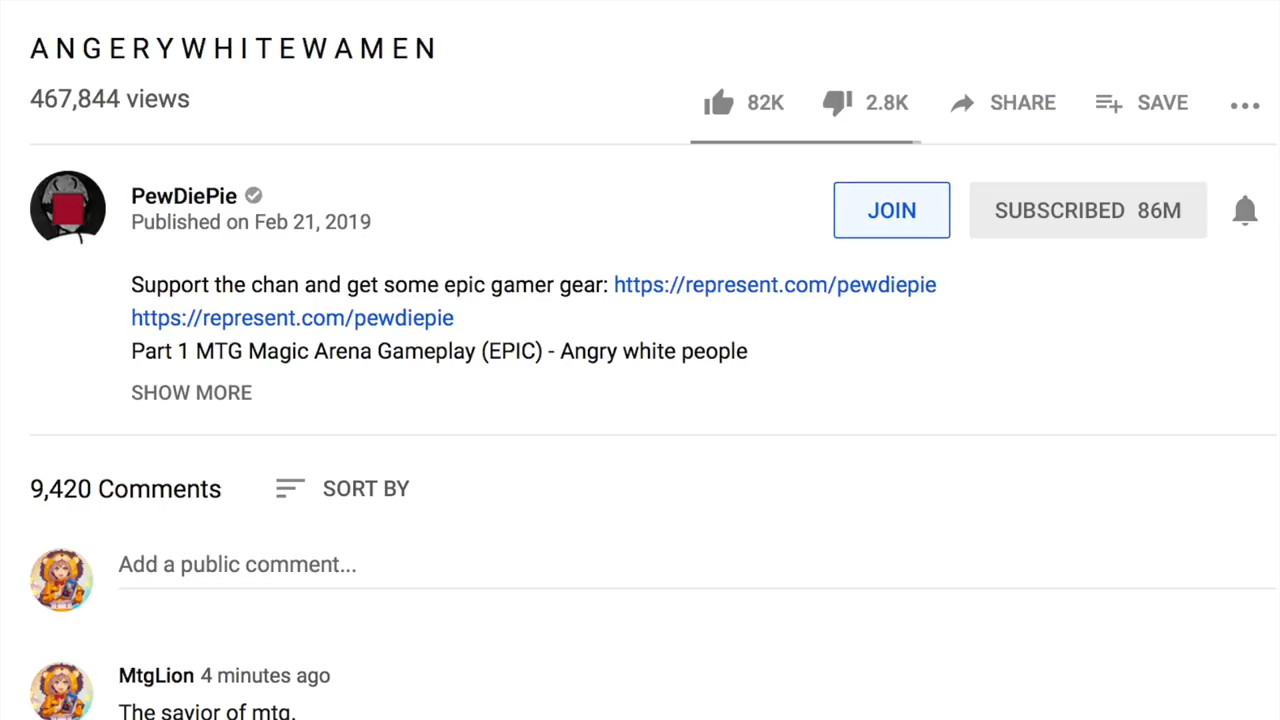 A N G E R Y W H I T E W A M E N
467,844 views
82K 2.8K SHARE SAVE
PewDiePie
Published on Feb 21, 2019
JOIN SUBSCRIBED 86M
Support the chan and get some epic gamer gear: https://represent.com/pewdiepie
https://represent.com/pewdiepie
Part 1 MTG Magic Arena Gameplay (EPIC) - Angry white people
SHOW MORE
9,420 Comments SORT BY
Add a public comment...
MtgLion 4 minutes ago
The savior of mtg.